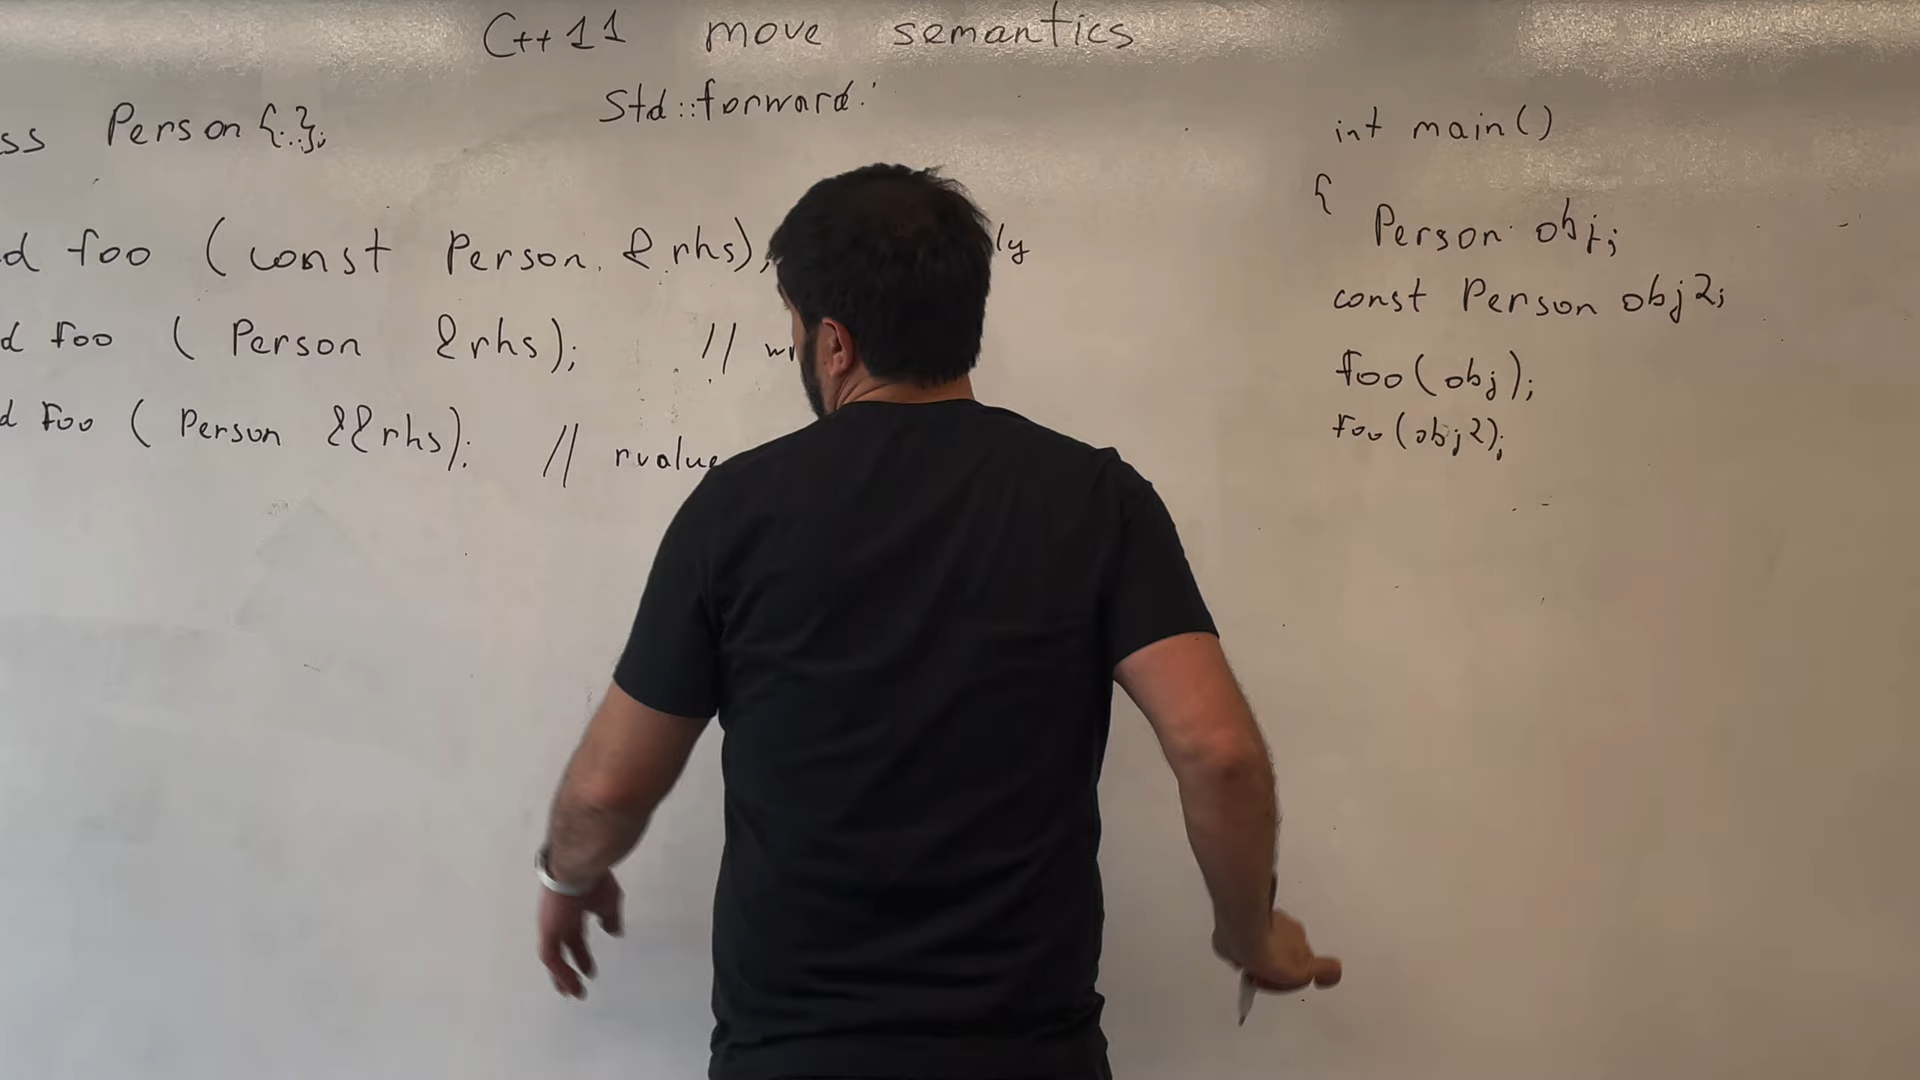 C++11 move semantics
Std::forward.
ss Person{..};
d foo (const Person &rhs); ly
d foo ( Person &rhs); //
d foo ( Person &&rhs); // rvalue
int main()
{
Person obj;
const Person obj2;
foo(obj);
foo(obj2);